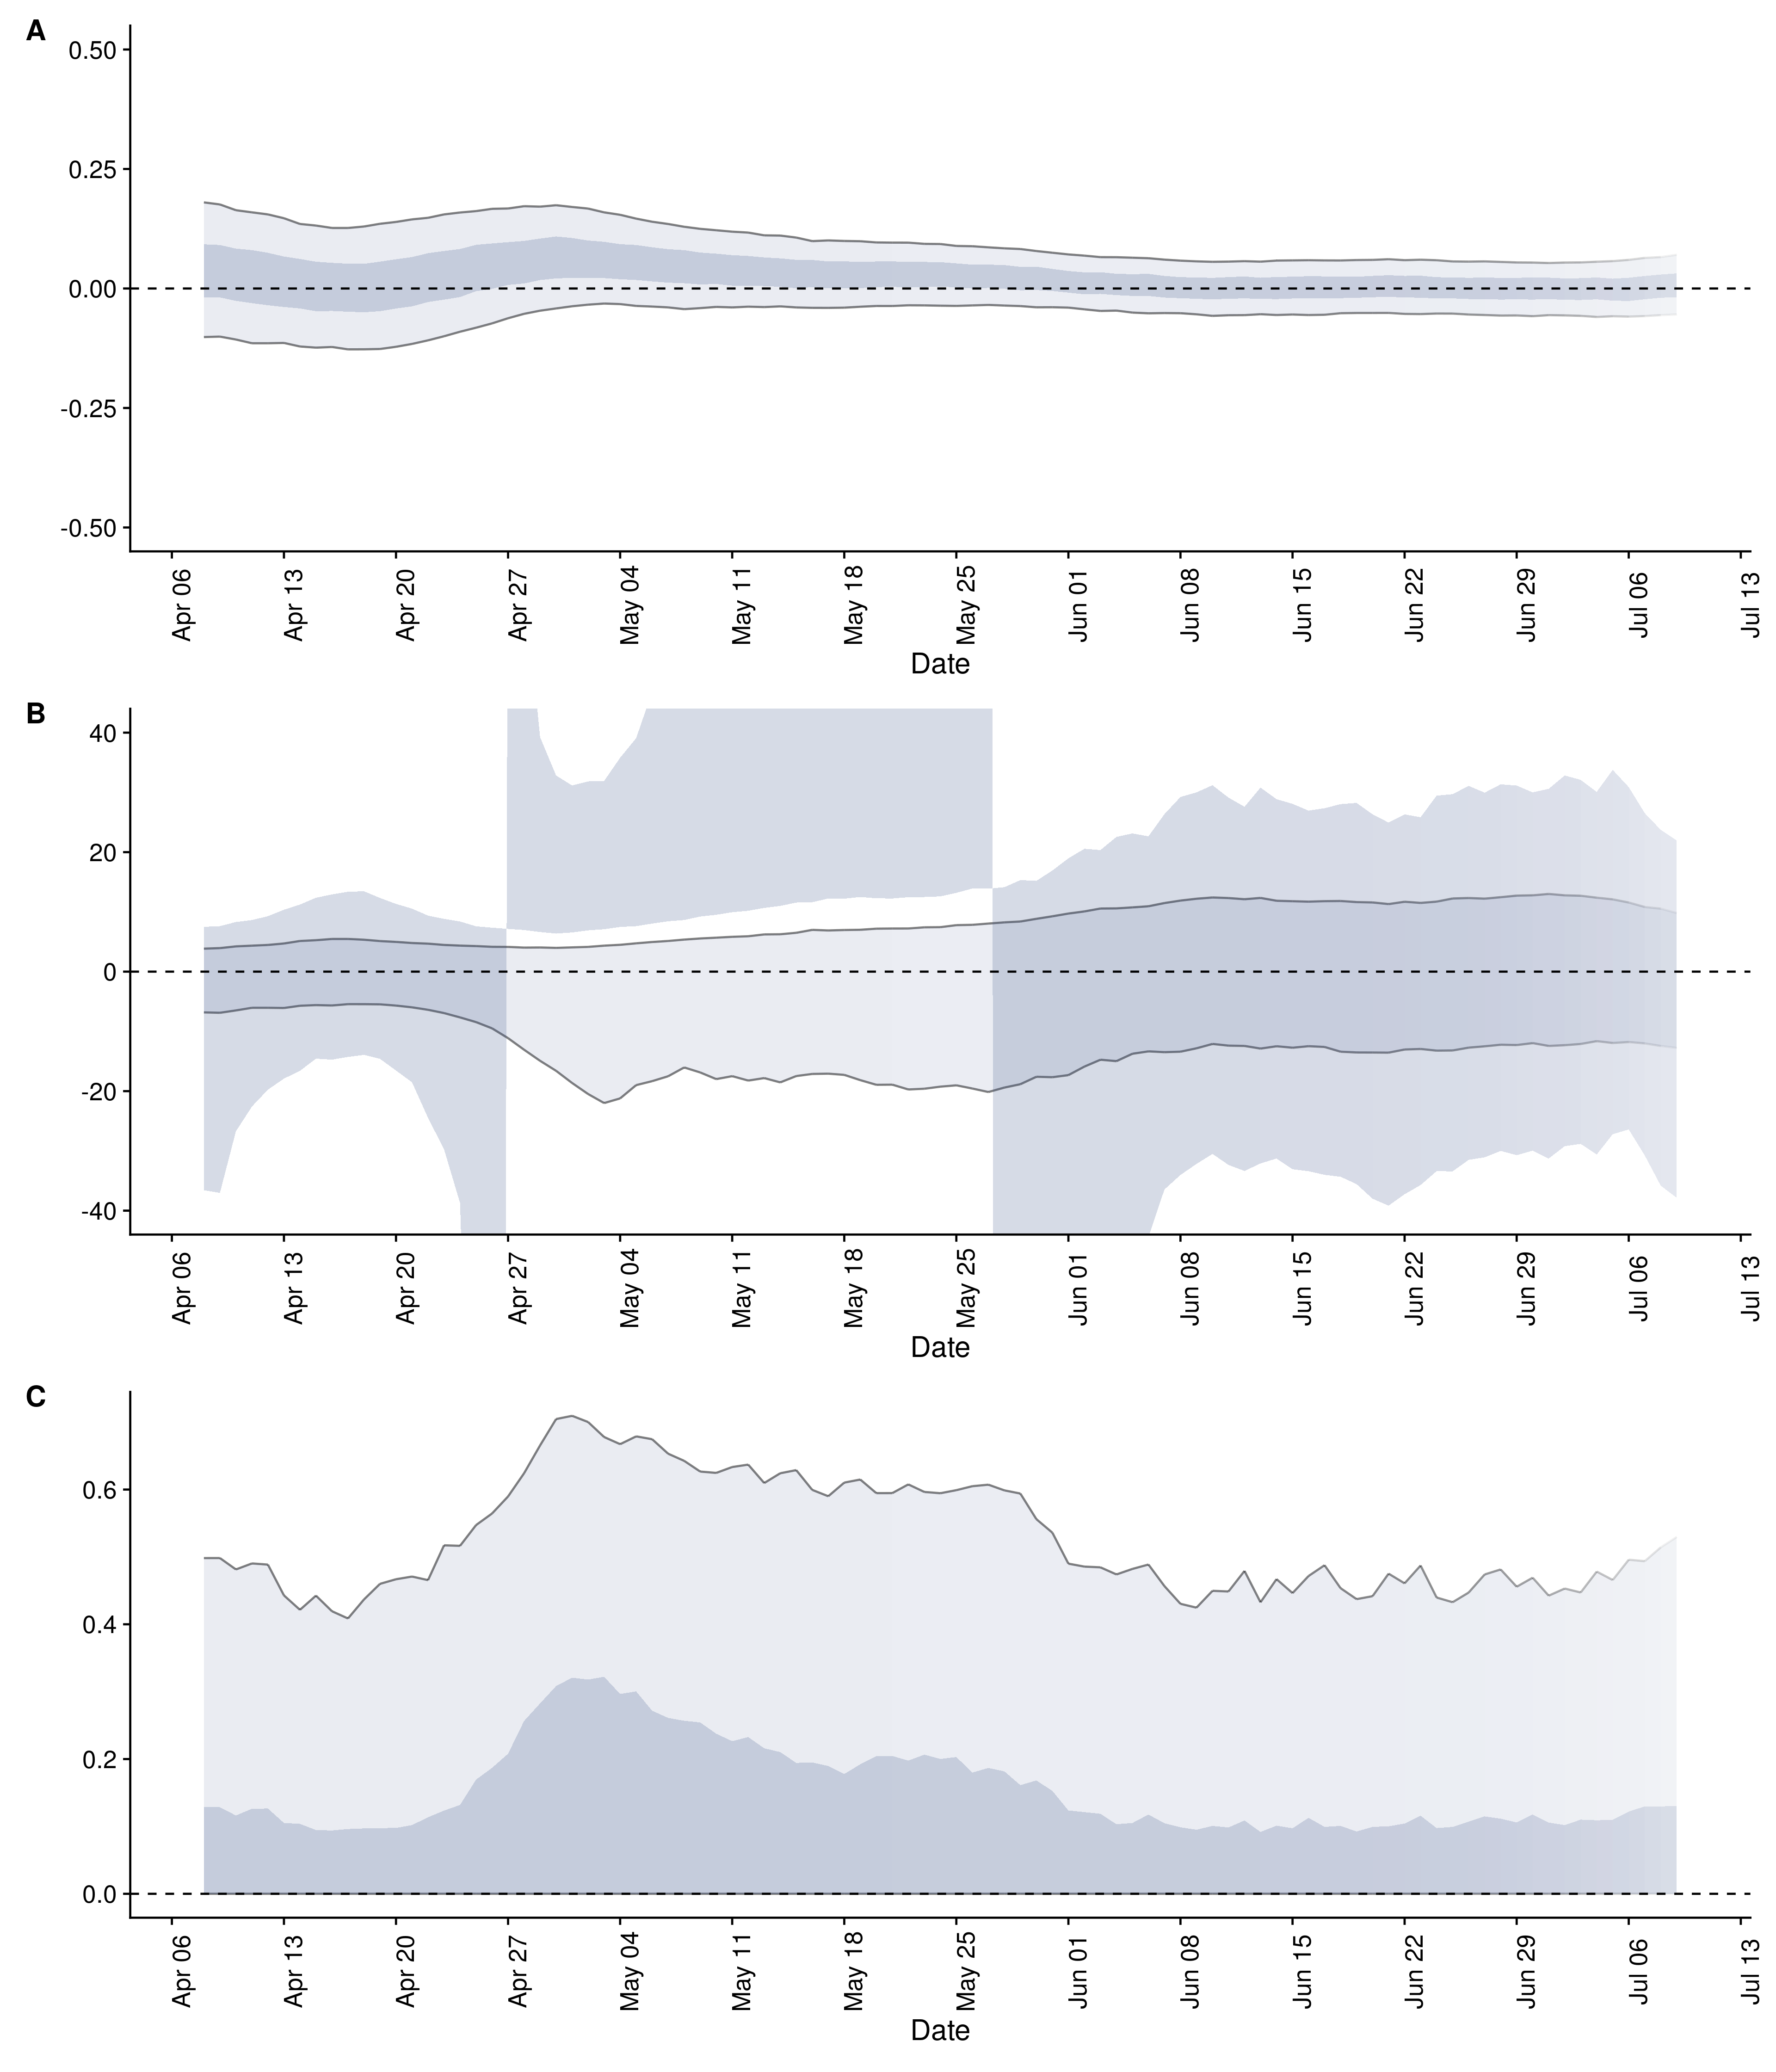 A
0.50
0.25
0.00
-0.25
-0.50
Apr 06
Apr 13
Apr 20
Apr 27
May 04
May 11
May 18
May 25
Jun 01
Jun 08
Jun 15
Jun 22
Jun 29
Jul 06
Jul 13
Date
B
40
20
0
-20
-40
Apr 06
Apr 13
Apr 20
Apr 27
May 04
May 11
May 18
May 25
Jun 01
Jun 08
Jun 15
Jun 22
Jun 29
Jul 06
Jul 13
Date
C
0.6
0.4
0.2
0.0
Apr 06
Apr 13
Apr 20
Apr 27
May 04
May 11
May 18
May 25
Jun 01
Jun 08
Jun 15
Jun 22
Jun 29
Jul 06
Jul 13
Date